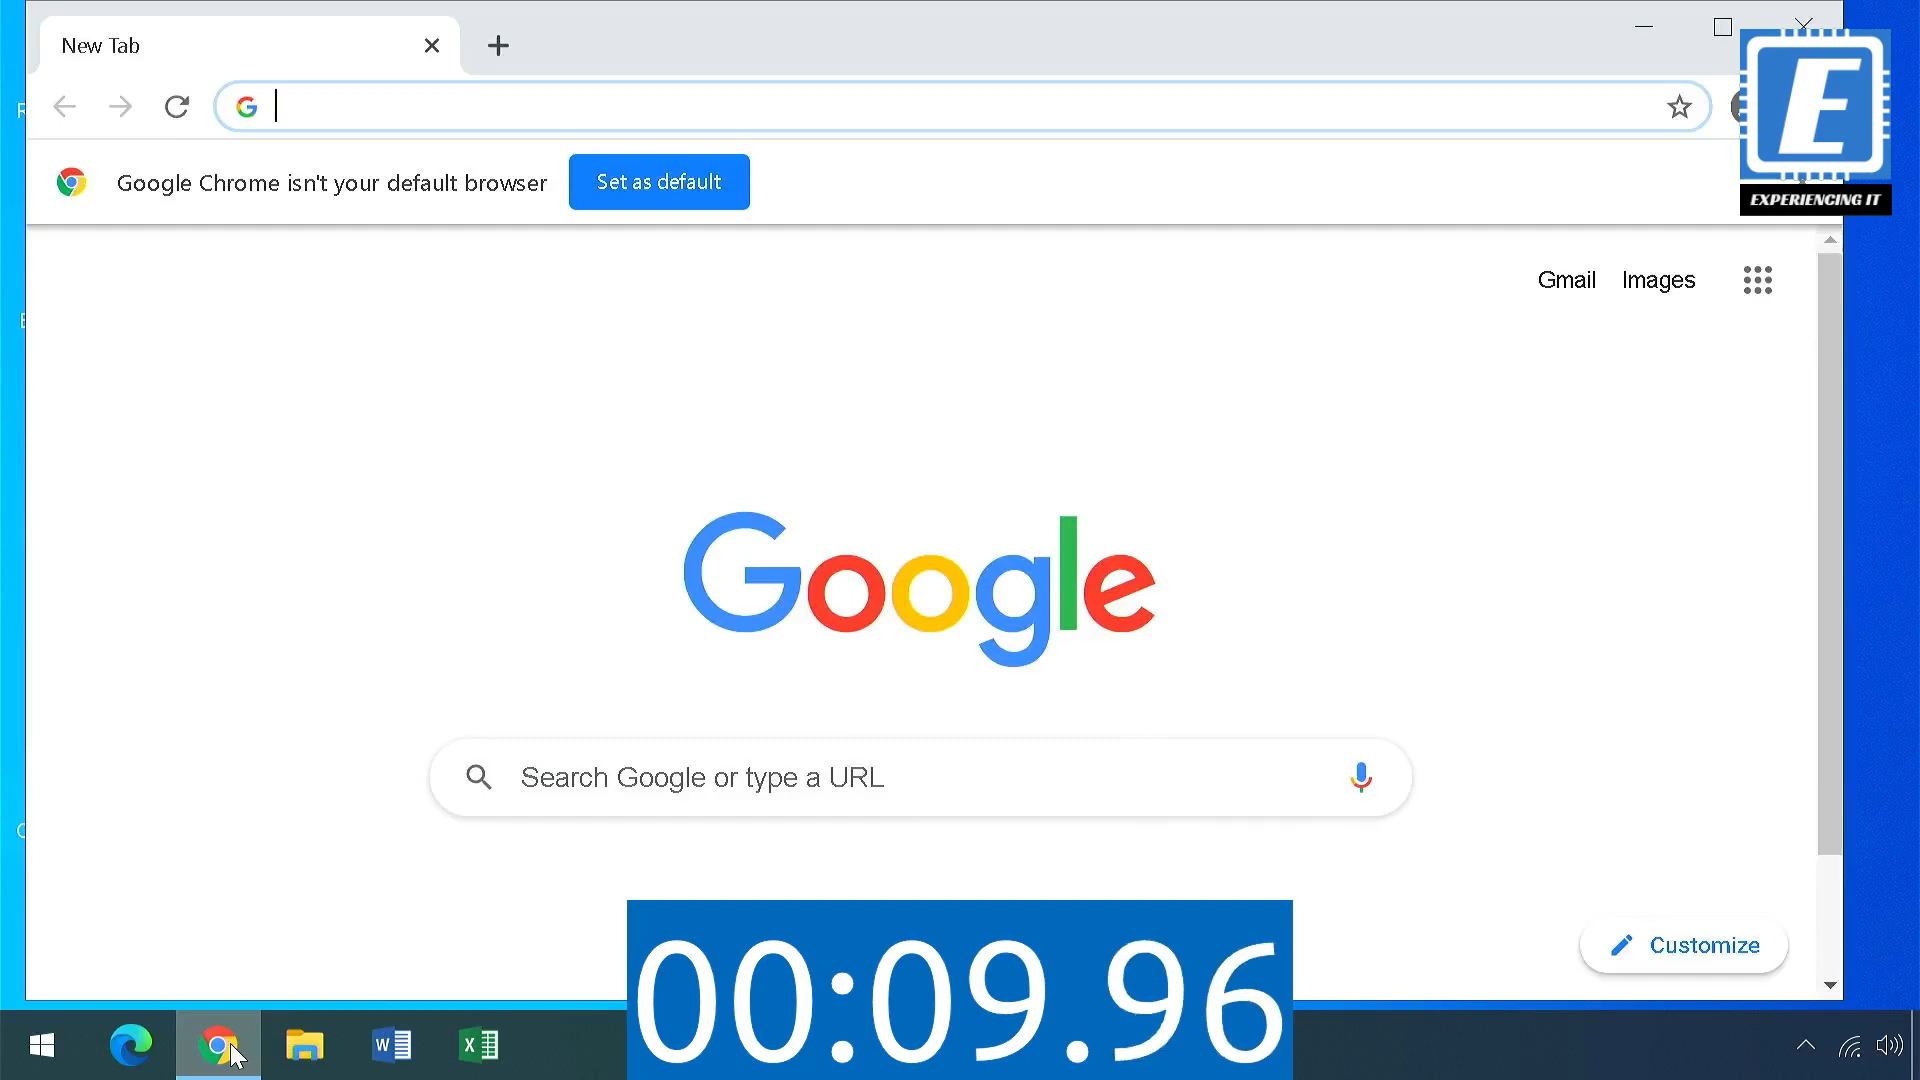 New Tab
E
EXPERIENCING IT
Google Chrome isn't your default browser
Set as default
Gmail
Images
Google
Search Google or type a URL
Customize
00:09.96